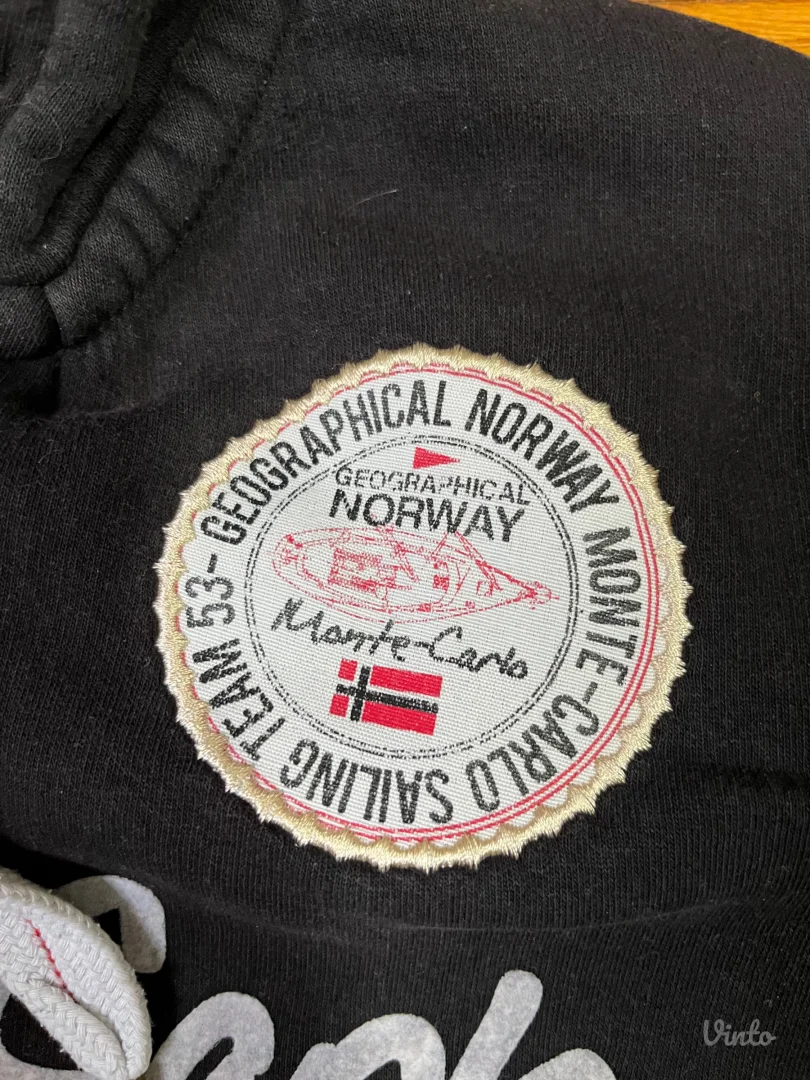 GEOGRAPHICAL NORWAY MONTE-CARLO SAILING TEAM 53-
GEOGRAPHICAL
NORWAY
Monte-Carlo
Vinto